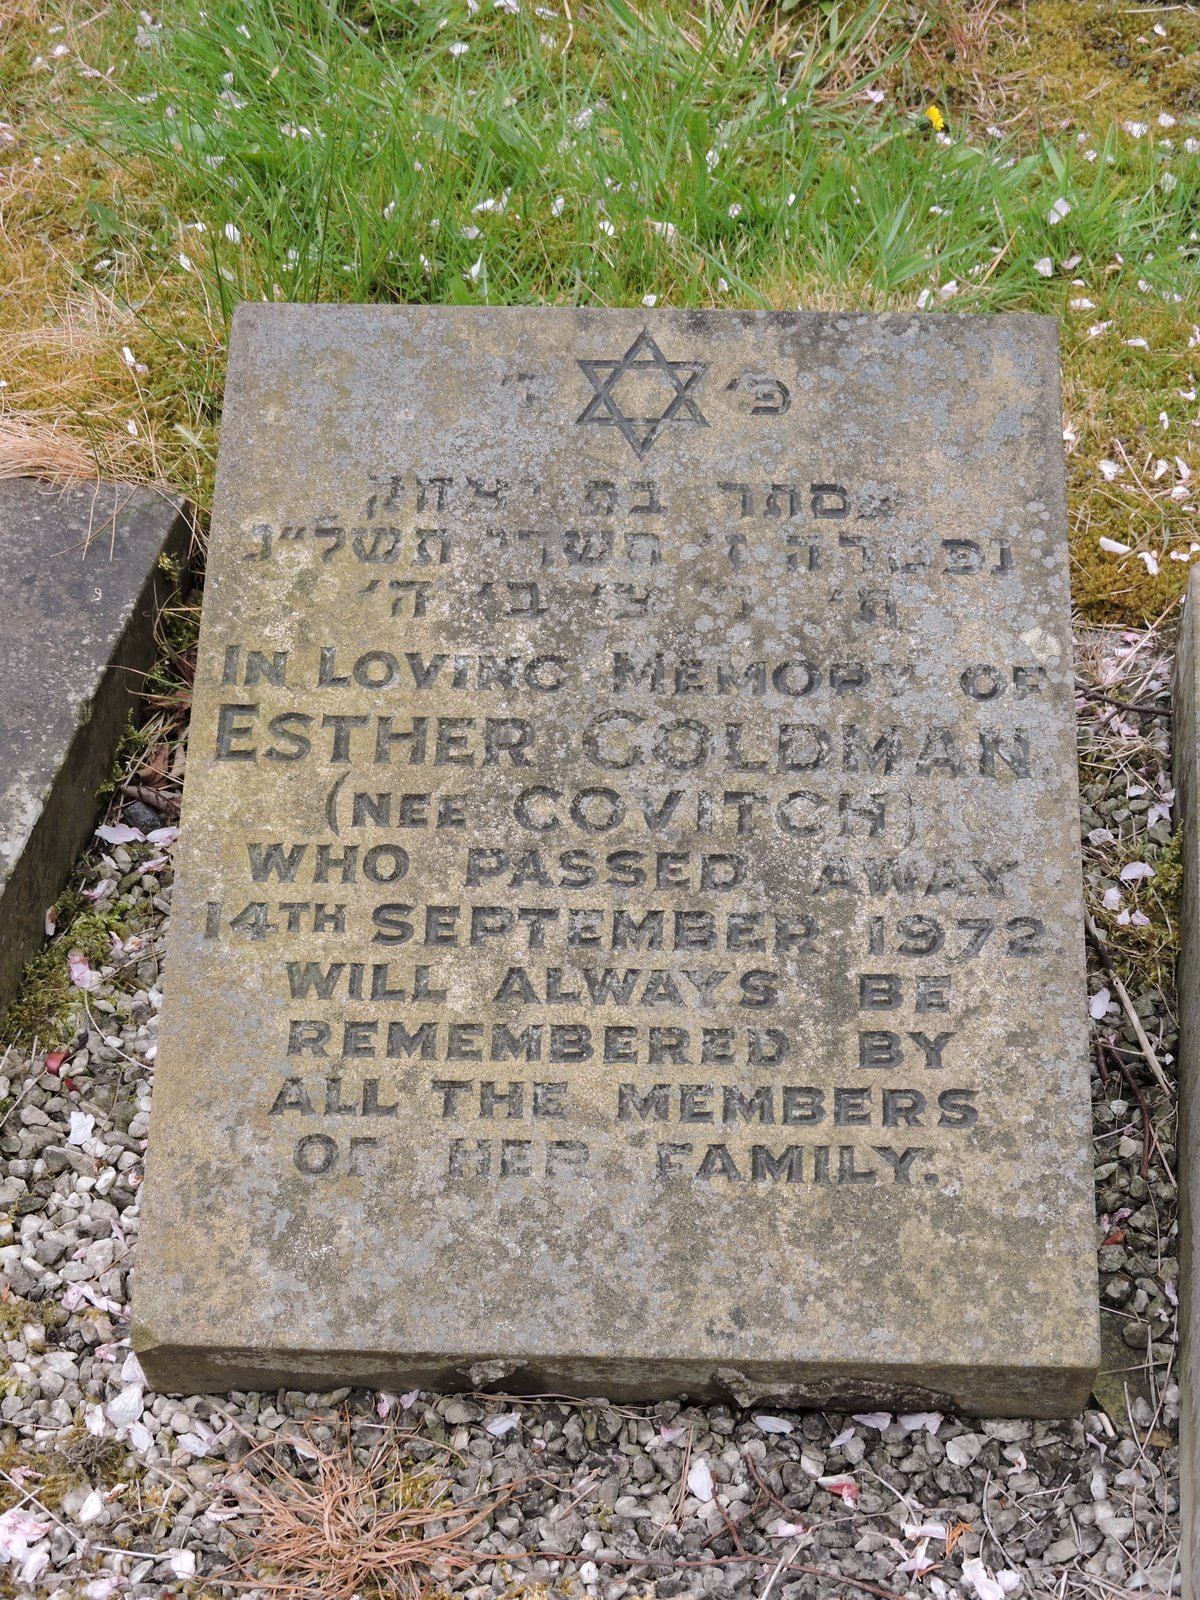 פ׳ ד׳
אסתר בת יצחק
נפטרה ז׳ תשרי תשל״ג
ת׳ נ׳ צ׳ ב׳ ה׳
IN LOVING MEMORY OF
ESTHER GOLDMAN
(NEE COVITCH)
WHO PASSED AWAY
14TH SEPTEMBER 1972
WILL ALWAYS BE
REMEMBERED BY
ALL THE MEMBERS
OF HER FAMILY.